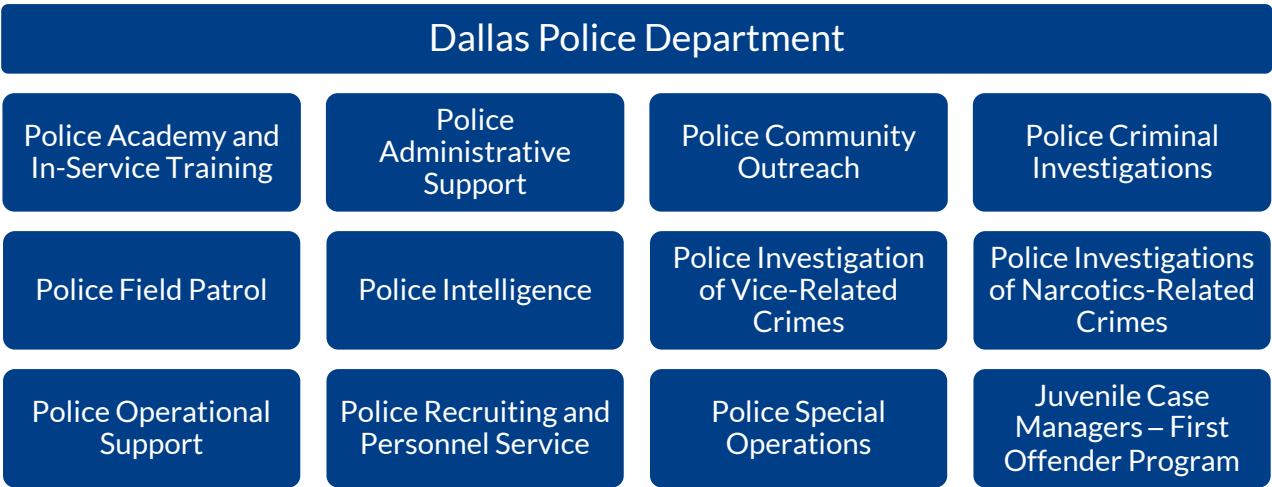 Dallas Police Department
Police Academy and
In-Service Training
Police
Administrative
Support
Police Community
Outreach
Police Criminal
Investigations
Police Field Patrol
Police Intelligence
Police Investigation
of Vice-Related
Crimes
Police Investigations
of Narcotics-Related
Crimes
Police Operational
Support
Police Recruiting and
Personnel Service
Police Special
Operations
Juvenile Case
Managers – First
Offender Program